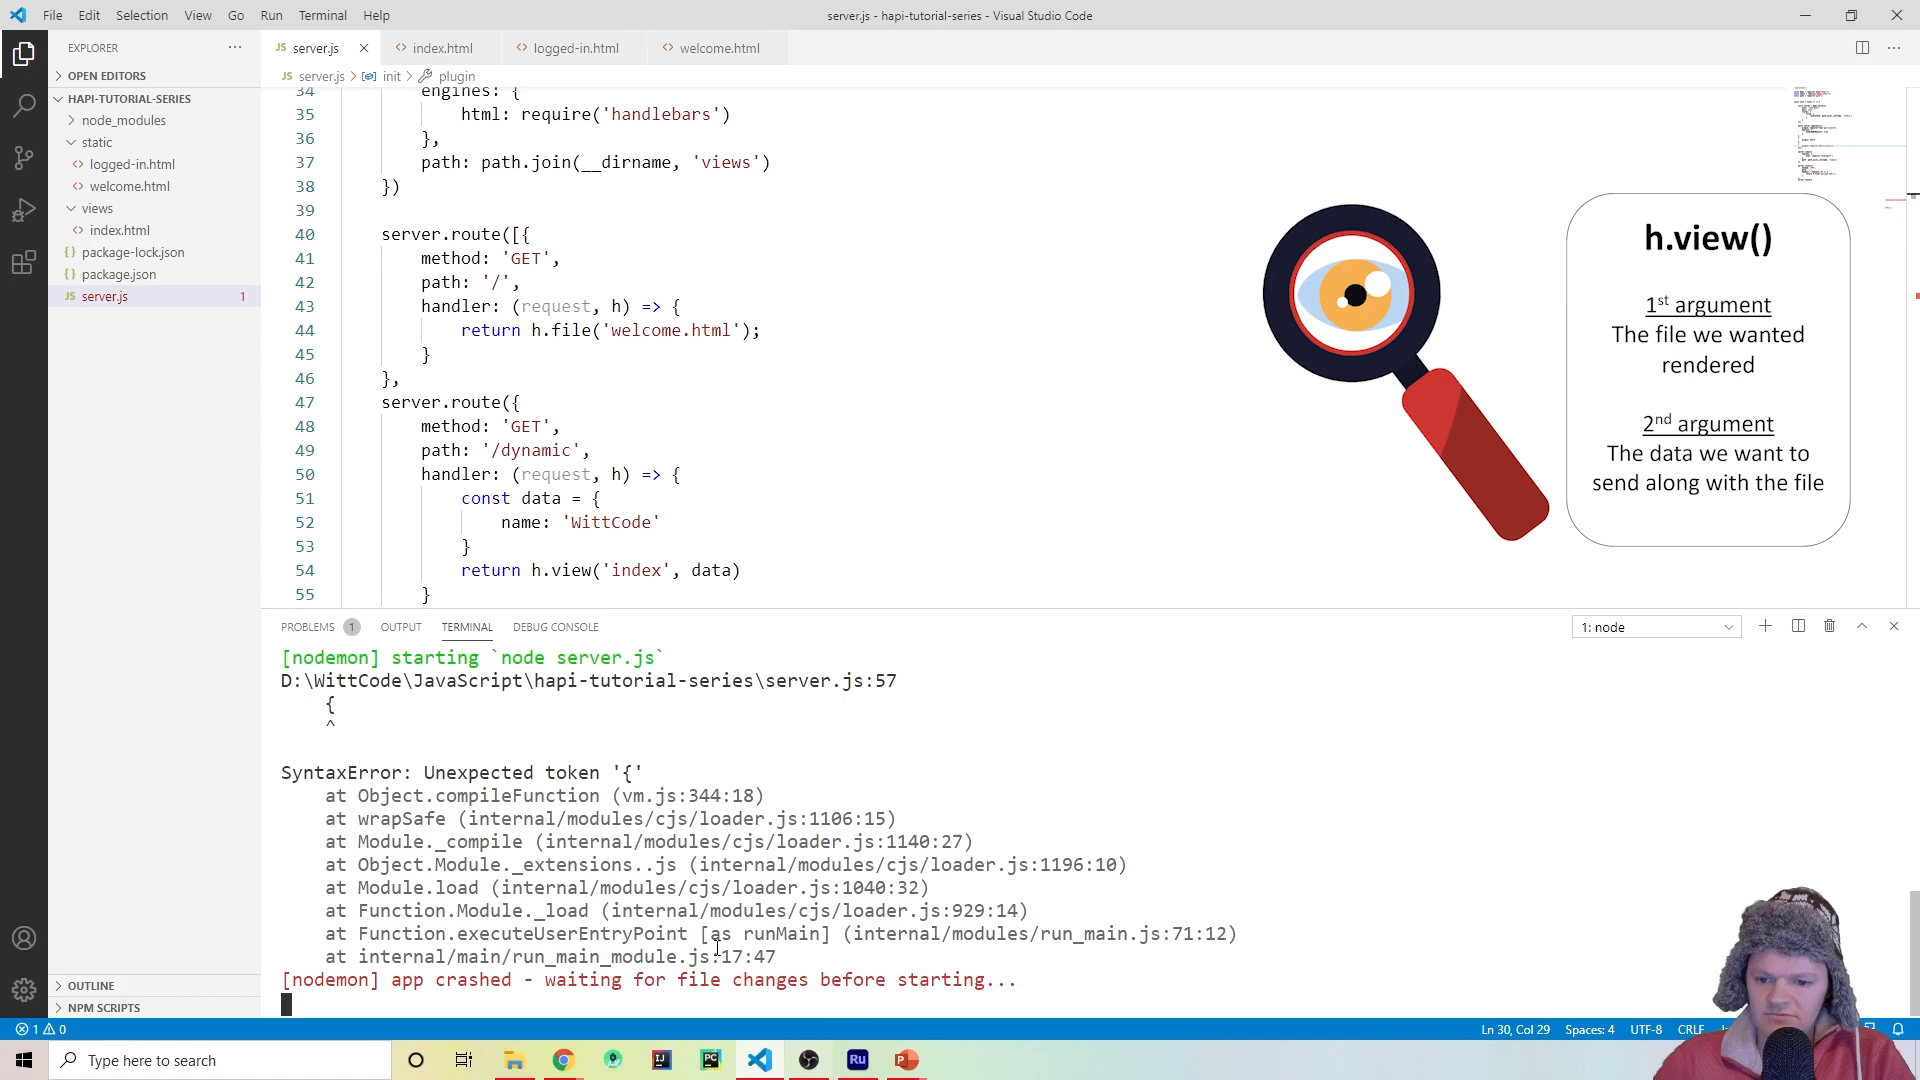 File Edit Selection View Go Run Terminal Help
server.js - hapi-tutorial-series - Visual Studio Code
EXPLORER
OPEN EDITORS
HAPI-TUTORIAL-SERIES
node_modules
static
logged-in.html
welcome.html
views
index.html
package-lock.json
package.json
JS server.js 1
OUTLINE
NPM SCRIPTS
JS server.js index.html logged-in.html welcome.html
JS server.js > init > plugin
34 engines: {
35 html: require('handlebars')
36 },
37 path: path.join(__dirname, 'views')
38 })
39
40 server.route([{
41 method: 'GET',
42 path: '/',
43 handler: (request, h) => {
44 return h.file('welcome.html');
45 }
46 },
47 server.route({
48 method: 'GET',
49 path: '/dynamic',
50 handler: (request, h) => {
51 const data = {
52 name: 'WittCode'
53 }
54 return h.view('index', data)
55 }
h.view()
1st argument
The file we wanted
rendered
2nd argument
The data we want to
send along with the file
PROBLEMS 1 OUTPUT TERMINAL DEBUG CONSOLE
1: node
[nodemon] starting `node server.js`
D:\WittCode\JavaScript\hapi-tutorial-series\server.js:57
{
^
SyntaxError: Unexpected token '{'
at Object.compileFunction (vm.js:344:18)
at wrapSafe (internal/modules/cjs/loader.js:1106:15)
at Module._compile (internal/modules/cjs/loader.js:1140:27)
at Object.Module._extensions..js (internal/modules/cjs/loader.js:1196:10)
at Module.load (internal/modules/cjs/loader.js:1040:32)
at Function.Module._load (internal/modules/cjs/loader.js:929:14)
at Function.executeUserEntryPoint [as runMain] (internal/modules/run_main.js:71:12)
at internal/main/run_main_module.js:17:47
[nodemon] app crashed - waiting for file changes before starting...
1 0
Ln 30, Col 29 Spaces: 4 UTF-8 CRLF
Type here to search
IJ PC Ru P